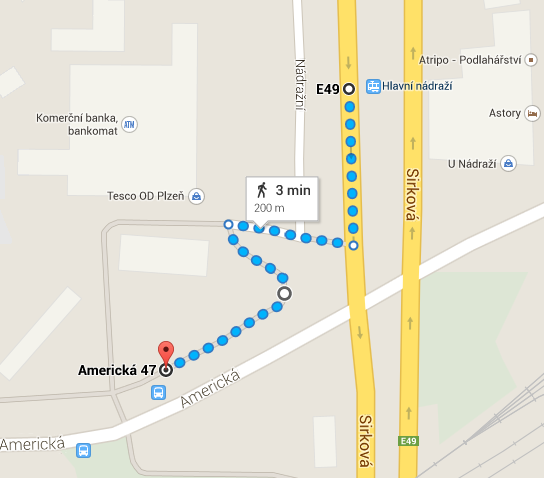 Nádražní
Atripo - Podlahářství
E49
Hlavní nádraží
Komerční banka,
bankomat
ATM
Astory
U Nádraží
3 min
200 m
Tesco OD Plzeň
Sirková
Americká 47
Americká
Americká
Sirková
E49